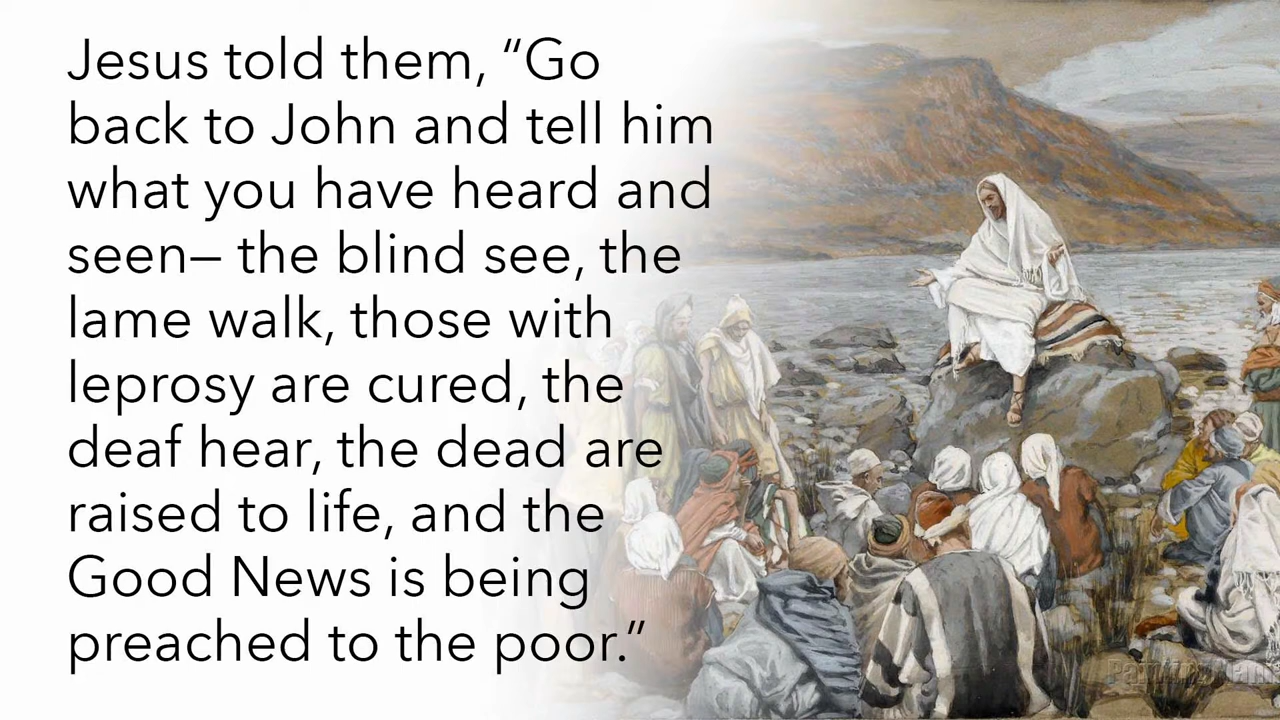 Jesus told them, “Go
back to John and tell him
what you have heard and
seen— the blind see, the
lame walk, those with
leprosy are cured, the
deaf hear, the dead are
raised to life, and the
Good News is being
preached to the poor.”